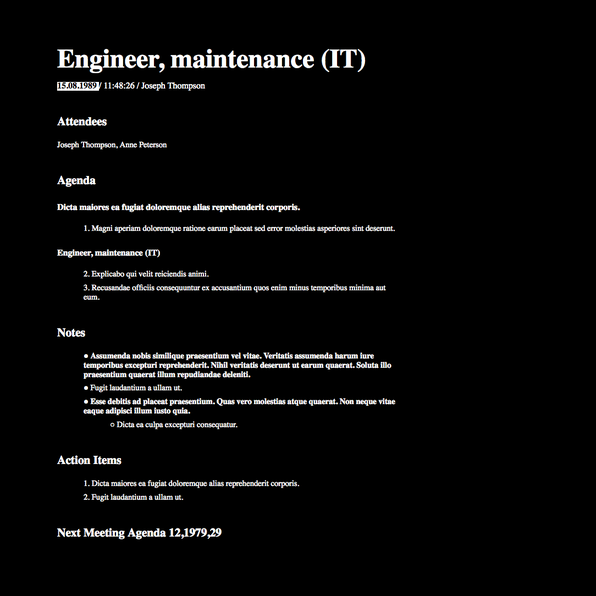 Engineer, maintenance (IT)
15.08.1989 / 11:48:26 / Joseph Thompson
Attendees
Joseph Thompson, Anne Peterson
Agenda
Dicta maiores ea fugiat doloremque alias reprehenderit corporis.
1. Magni aperiam doloremque ratione earum placeat sed error molestias asperiores sint deserunt.
Engineer, maintenance (IT)
2. Explicabo qui velit reiciendis animi.
3. Recusandae officiis consequuntur ex accusantium quos enim minus temporibus minima aut
eum.
Notes
● Assumenda nobis similique praesentium vel vitae. Veritatis assumenda harum iure
temporibus excepturi reprehenderit. Nihil veritatis deserunt ut earum quaerat. Soluta illo
praesentium quaerat illum repudiandae deleniti.
● Fugit laudantium a ullam ut.
● Esse debitis ad placeat praesentium. Quas vero molestias atque quaerat. Non neque vitae
eaque adipisci illum iusto quia.
○ Dicta ea culpa excepturi consequatur.
Action Items
1. Dicta maiores ea fugiat doloremque alias reprehenderit corporis.
2. Fugit laudantium a ullam ut.
Next Meeting Agenda 12,1979,29